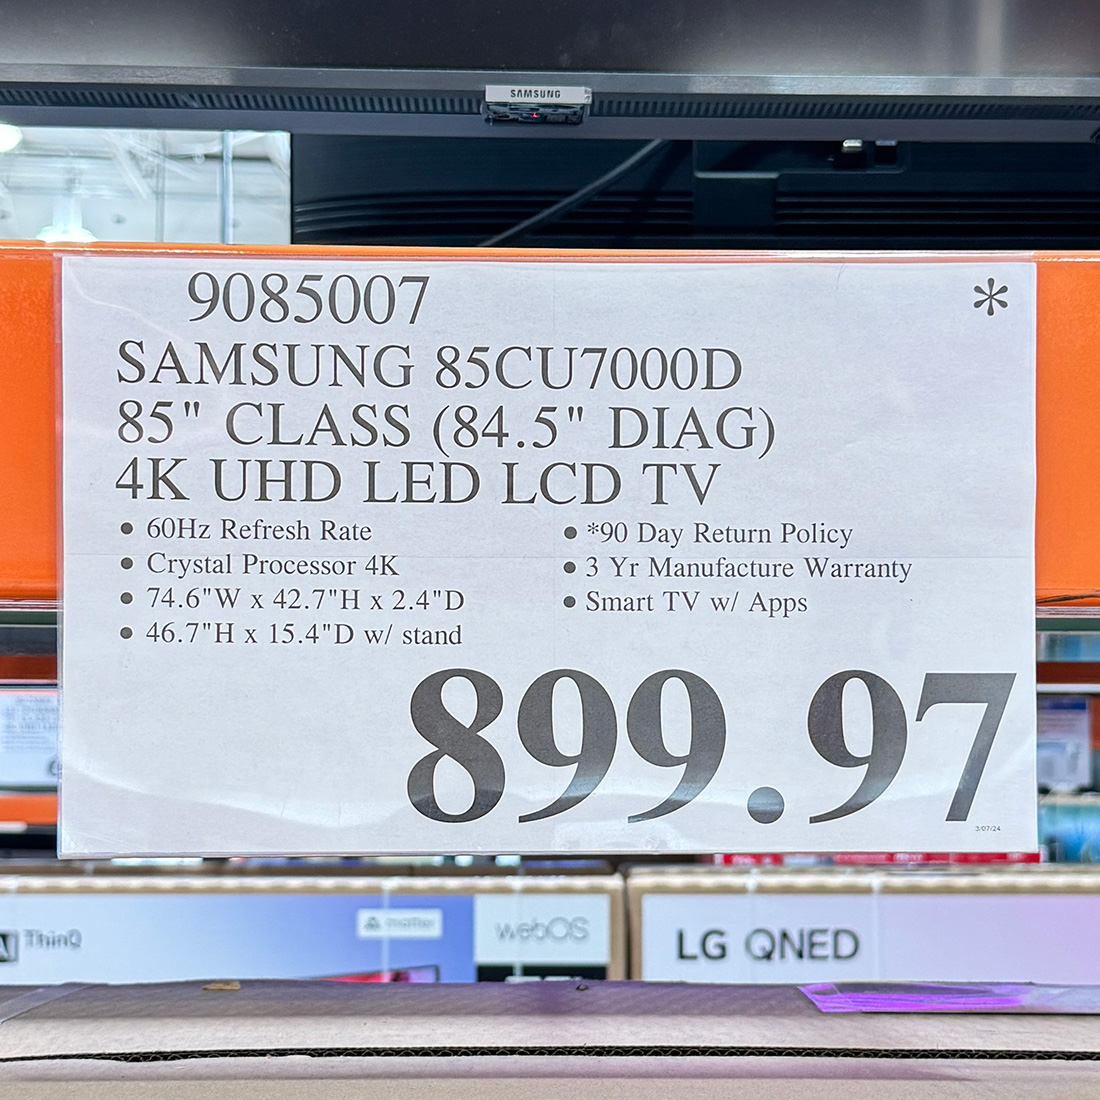 SAMSUNG
9085007 *
SAMSUNG 85CU7000D
85" CLASS (84.5" DIAG)
4K UHD LED LCD TV
• 60Hz Refresh Rate
• Crystal Processor 4K
• 74.6"W x 42.7"H x 2.4"D
• 46.7"H x 15.4"D w/ stand
• *90 Day Return Policy
• 3 Yr Manufacture Warranty
• Smart TV w/ Apps
899.97
3/07/24
ThinQ
matter
webOS
LG QNED